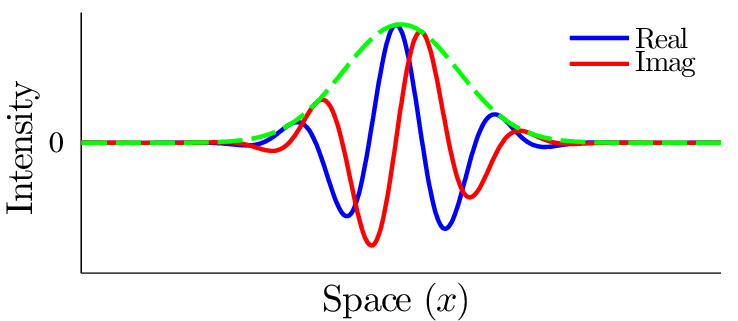 Real
Imag
0
Intensity
Space (x)